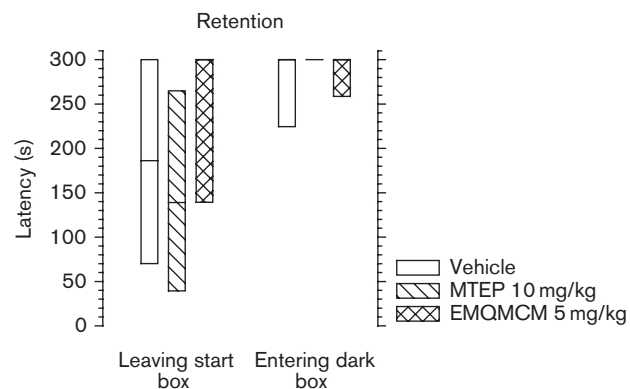 Retention
Latency (s)
300
250
200
150
100
50
0
Leaving start
box
Entering dark
box
Vehicle
MTEP 10 mg/kg
EMQMCM 5 mg/kg